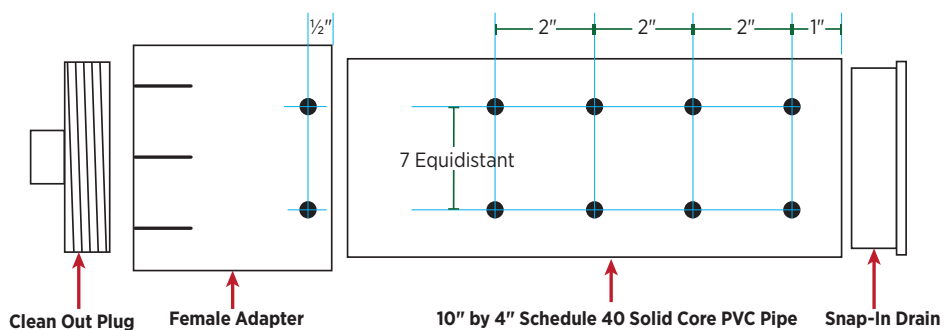 ½"
2"
2"
2"
1"
7 Equidistant
Clean Out Plug
Female Adapter
10" by 4" Schedule 40 Solid Core PVC Pipe
Snap-In Drain